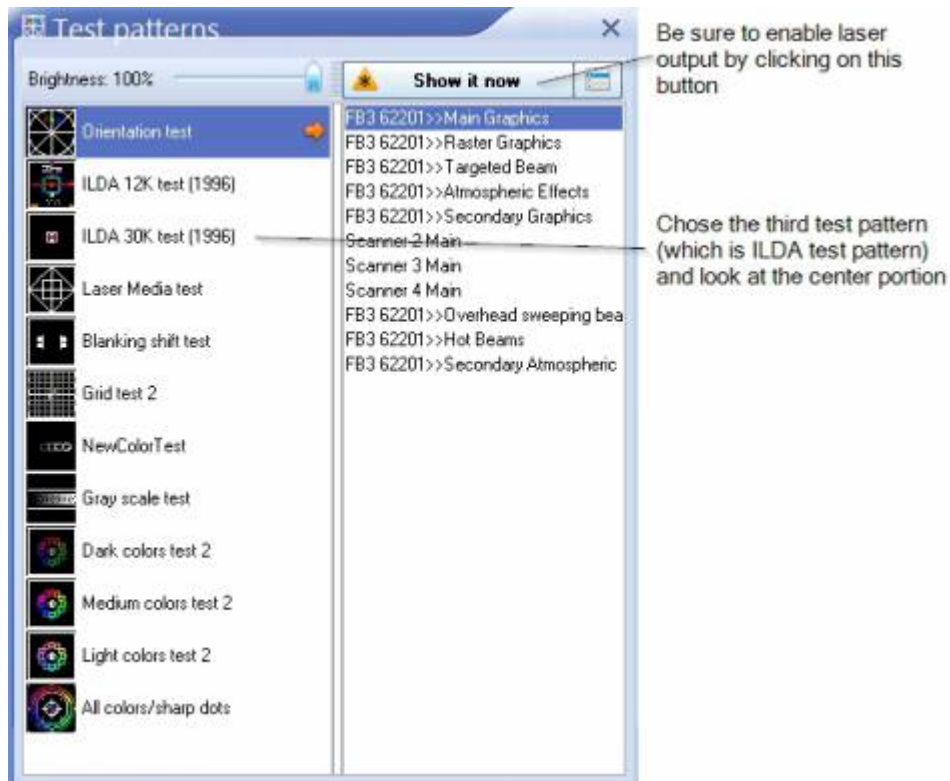 Test patterns
Brightness: 100%
Show it now
Orientation test
ILDA 12K test (1996)
ILDA 30K test (1996)
Laser Media test
Blanking shift test
Grid test 2
NewColorTest
Gray scale test
Dark colors test 2
Medium colors test 2
Light colors test 2
All colors/sharp dots
FB3 62201>>Main Graphics
FB3 62201>>Raster Graphics
FB3 62201>>Targeted Beam
FB3 62201>>Atmospheric Effects
FB3 62201>>Secondary Graphics
Scanner 2 Main
Scanner 3 Main
Scanner 4 Main
FB3 62201>>Overhead sweeping bea
FB3 62201>>Hot Beams
FB3 62201>>Secondary Atmospheric
Be sure to enable laser
output by clicking on this
button
Chose the third test pattern
(which is ILDA test pattern)
and look at the center portion